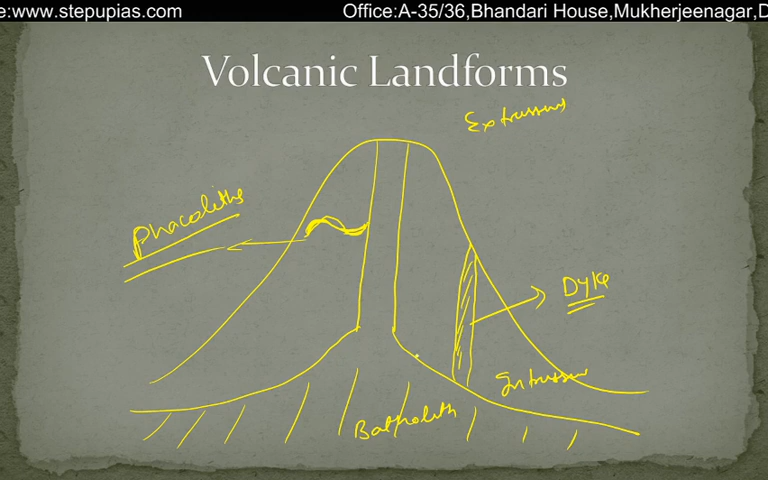 e:www.stepupias.com Office:A-35/36,Bhandari House,Mukherjeenagar,D
Volcanic Landforms
Extrussive
Phacoliths
Dyke
Intrussive
Batholith